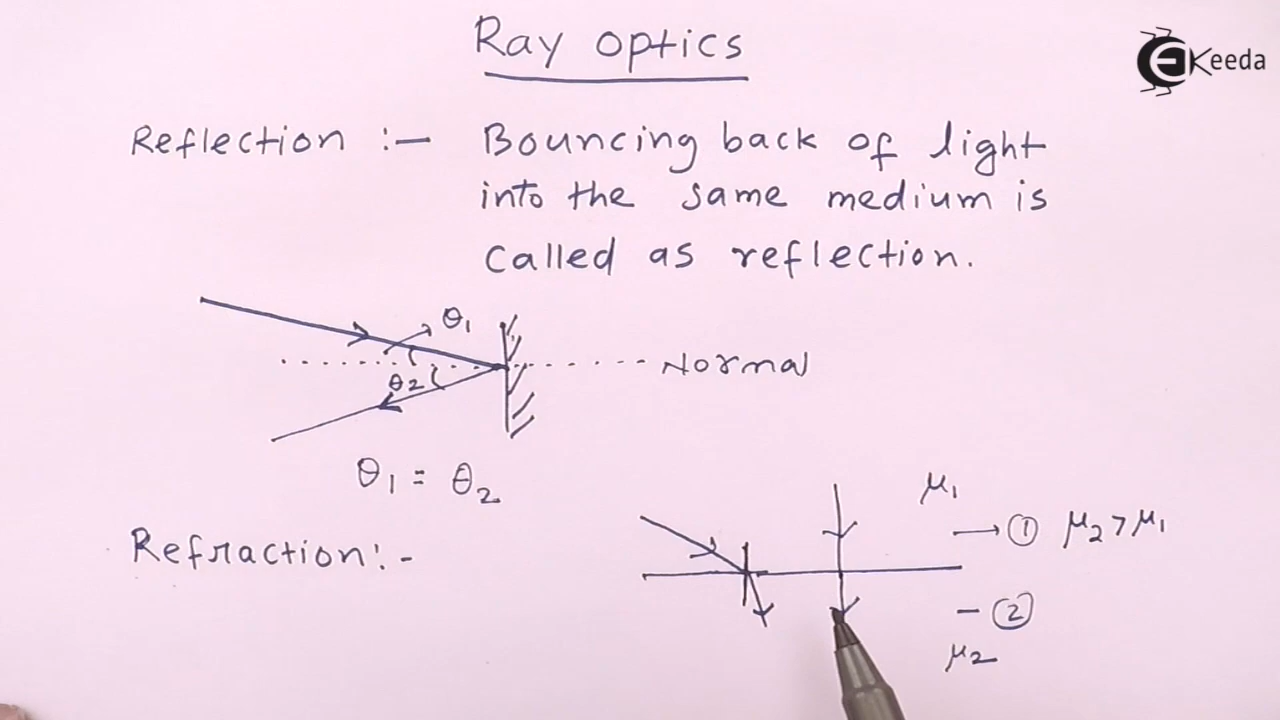 Ray optics
Keeda
Reflection :- Bouncing back of light
into the same medium is
called as reflection.
θ₁
Normal
θ₂
θ₁ = θ₂
μ₁
① μ₂ > μ₁
Refraction:-
②
μ₂